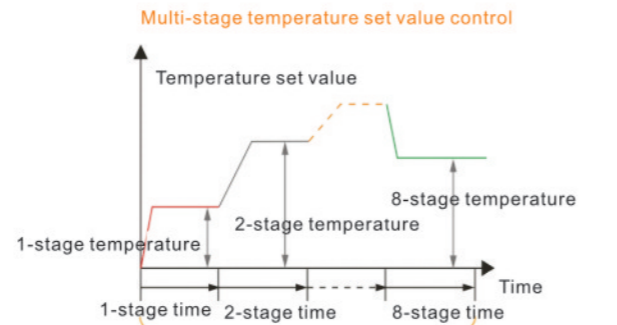 Multi-stage temperature set value control
Temperature set value
8-stage temperature
2-stage temperature
1-stage temperature
Time
1-stage time 2-stage time 8-stage time